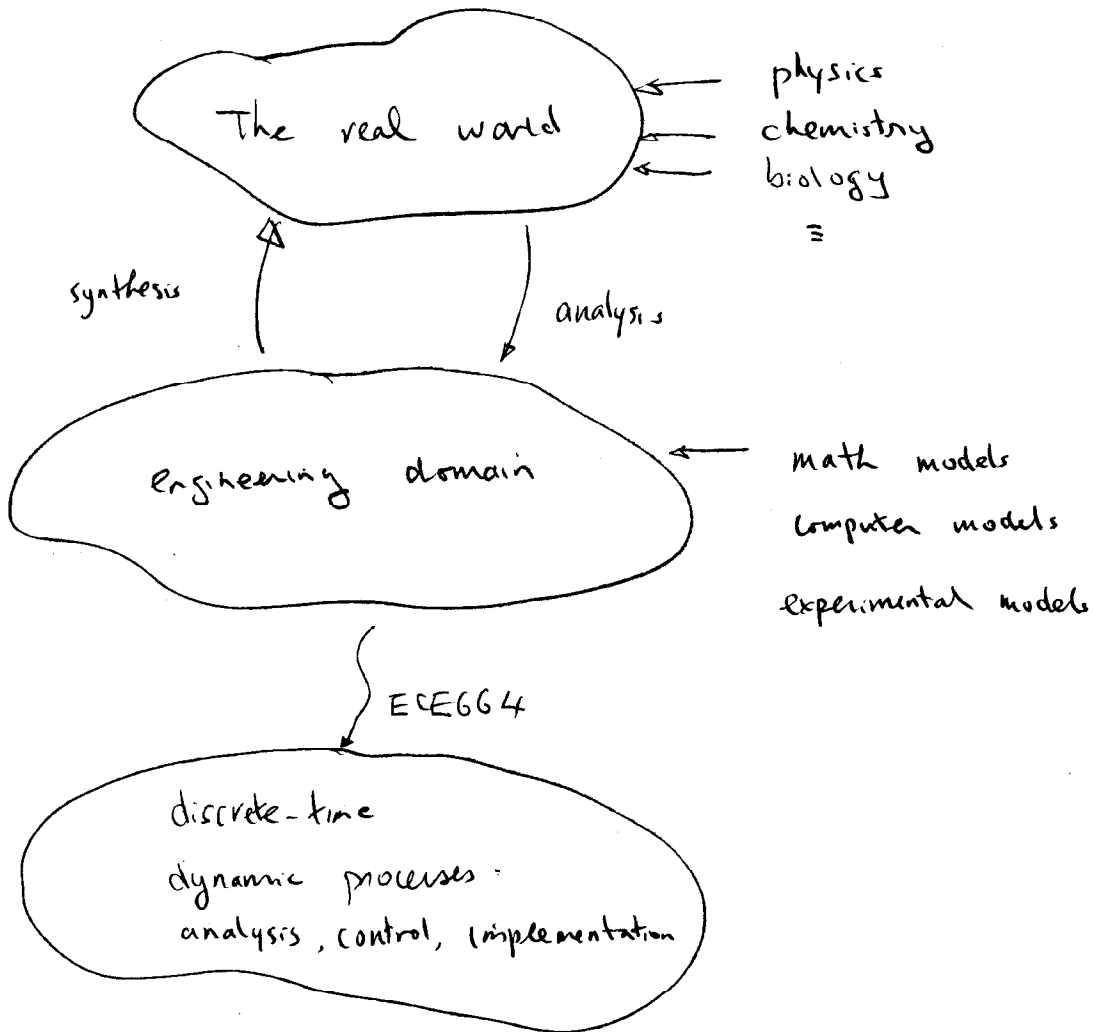 The real world
physics
chemistry
biology
synthesis
analysis
engineering domain
math models
computer models
experimental models
ECE664
discrete-time
dynamic processes:
analysis, control, implementation